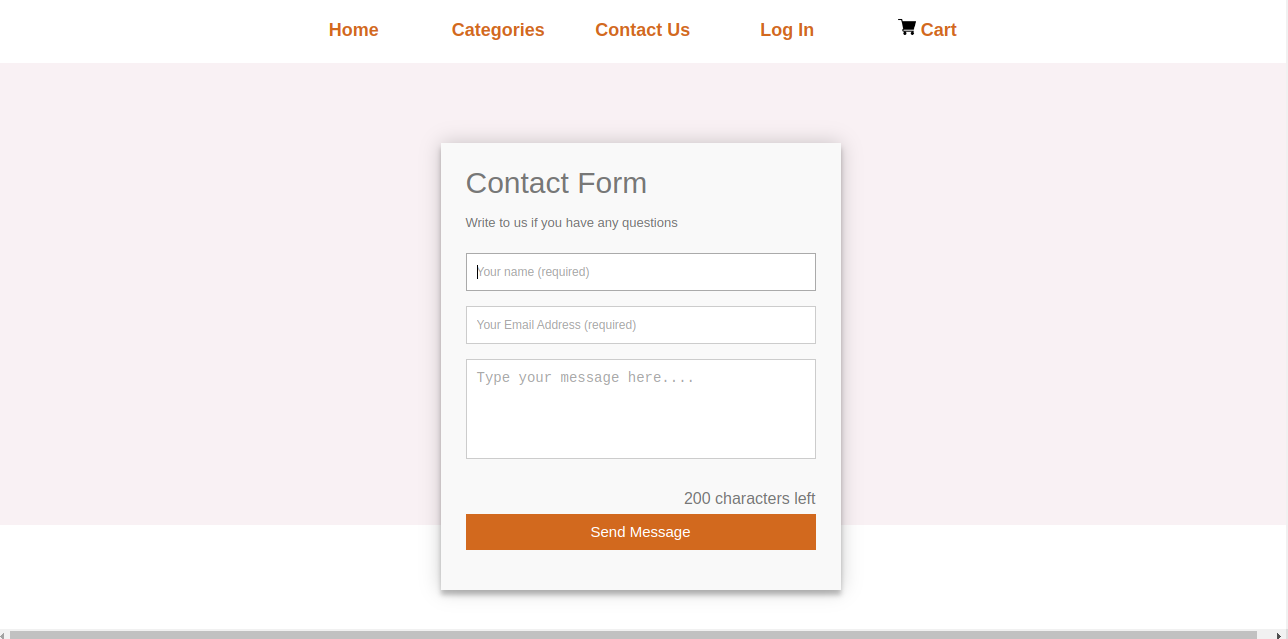 Home Categories Contact Us Log In Cart
Contact Form
Write to us if you have any questions
Your name (required)
Your Email Address (required)
Type your message here....
200 characters left
Send Message